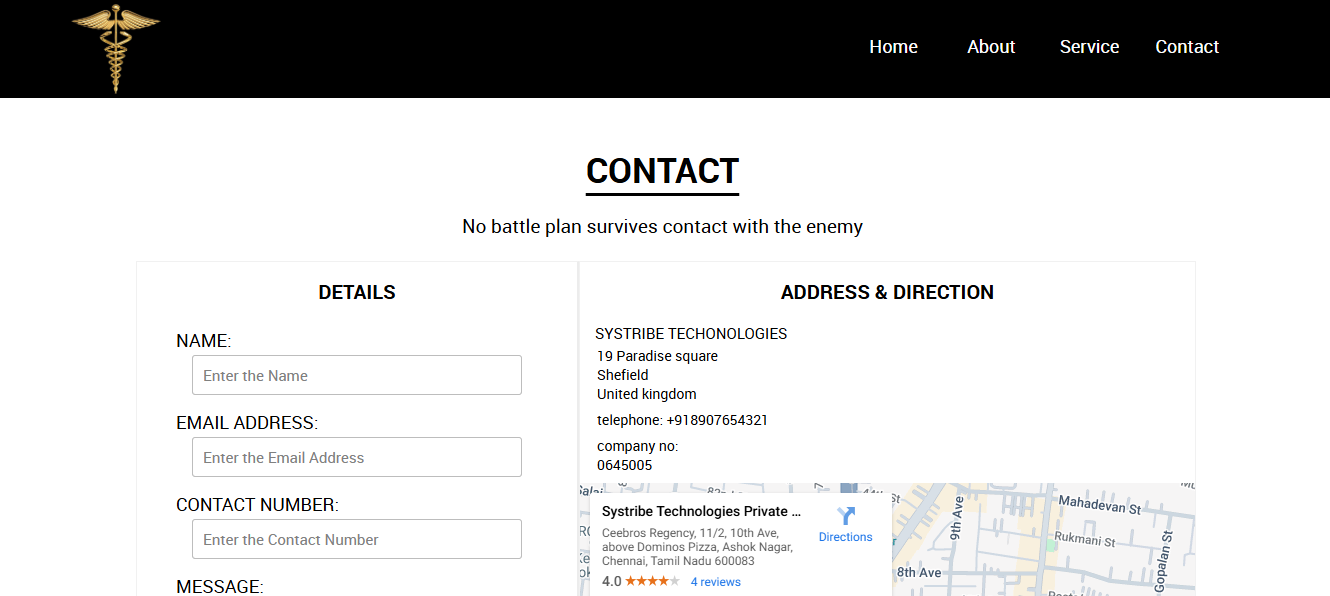 Home About Service Contact
CONTACT
No battle plan survives contact with the enemy
DETAILS
NAME:
Enter the Name
EMAIL ADDRESS:
Enter the Email Address
CONTACT NUMBER:
Enter the Contact Number
MESSAGE:
ADDRESS & DIRECTION
SYSTRIBE TECHONOLOGIES
19 Paradise square
Shefield
United kingdom
telephone: +918907654321
company no:
0645005
Systribe Technologies Private ...
Ceebros Regency, 11/2, 10th Ave,
above Dominos Pizza, Ashok Nagar,
Chennai, Tamil Nadu 600083
4.0 4 reviews
Directions
9th Ave
8th Ave
Mahadevan St
Rukmani St
Gopalan St